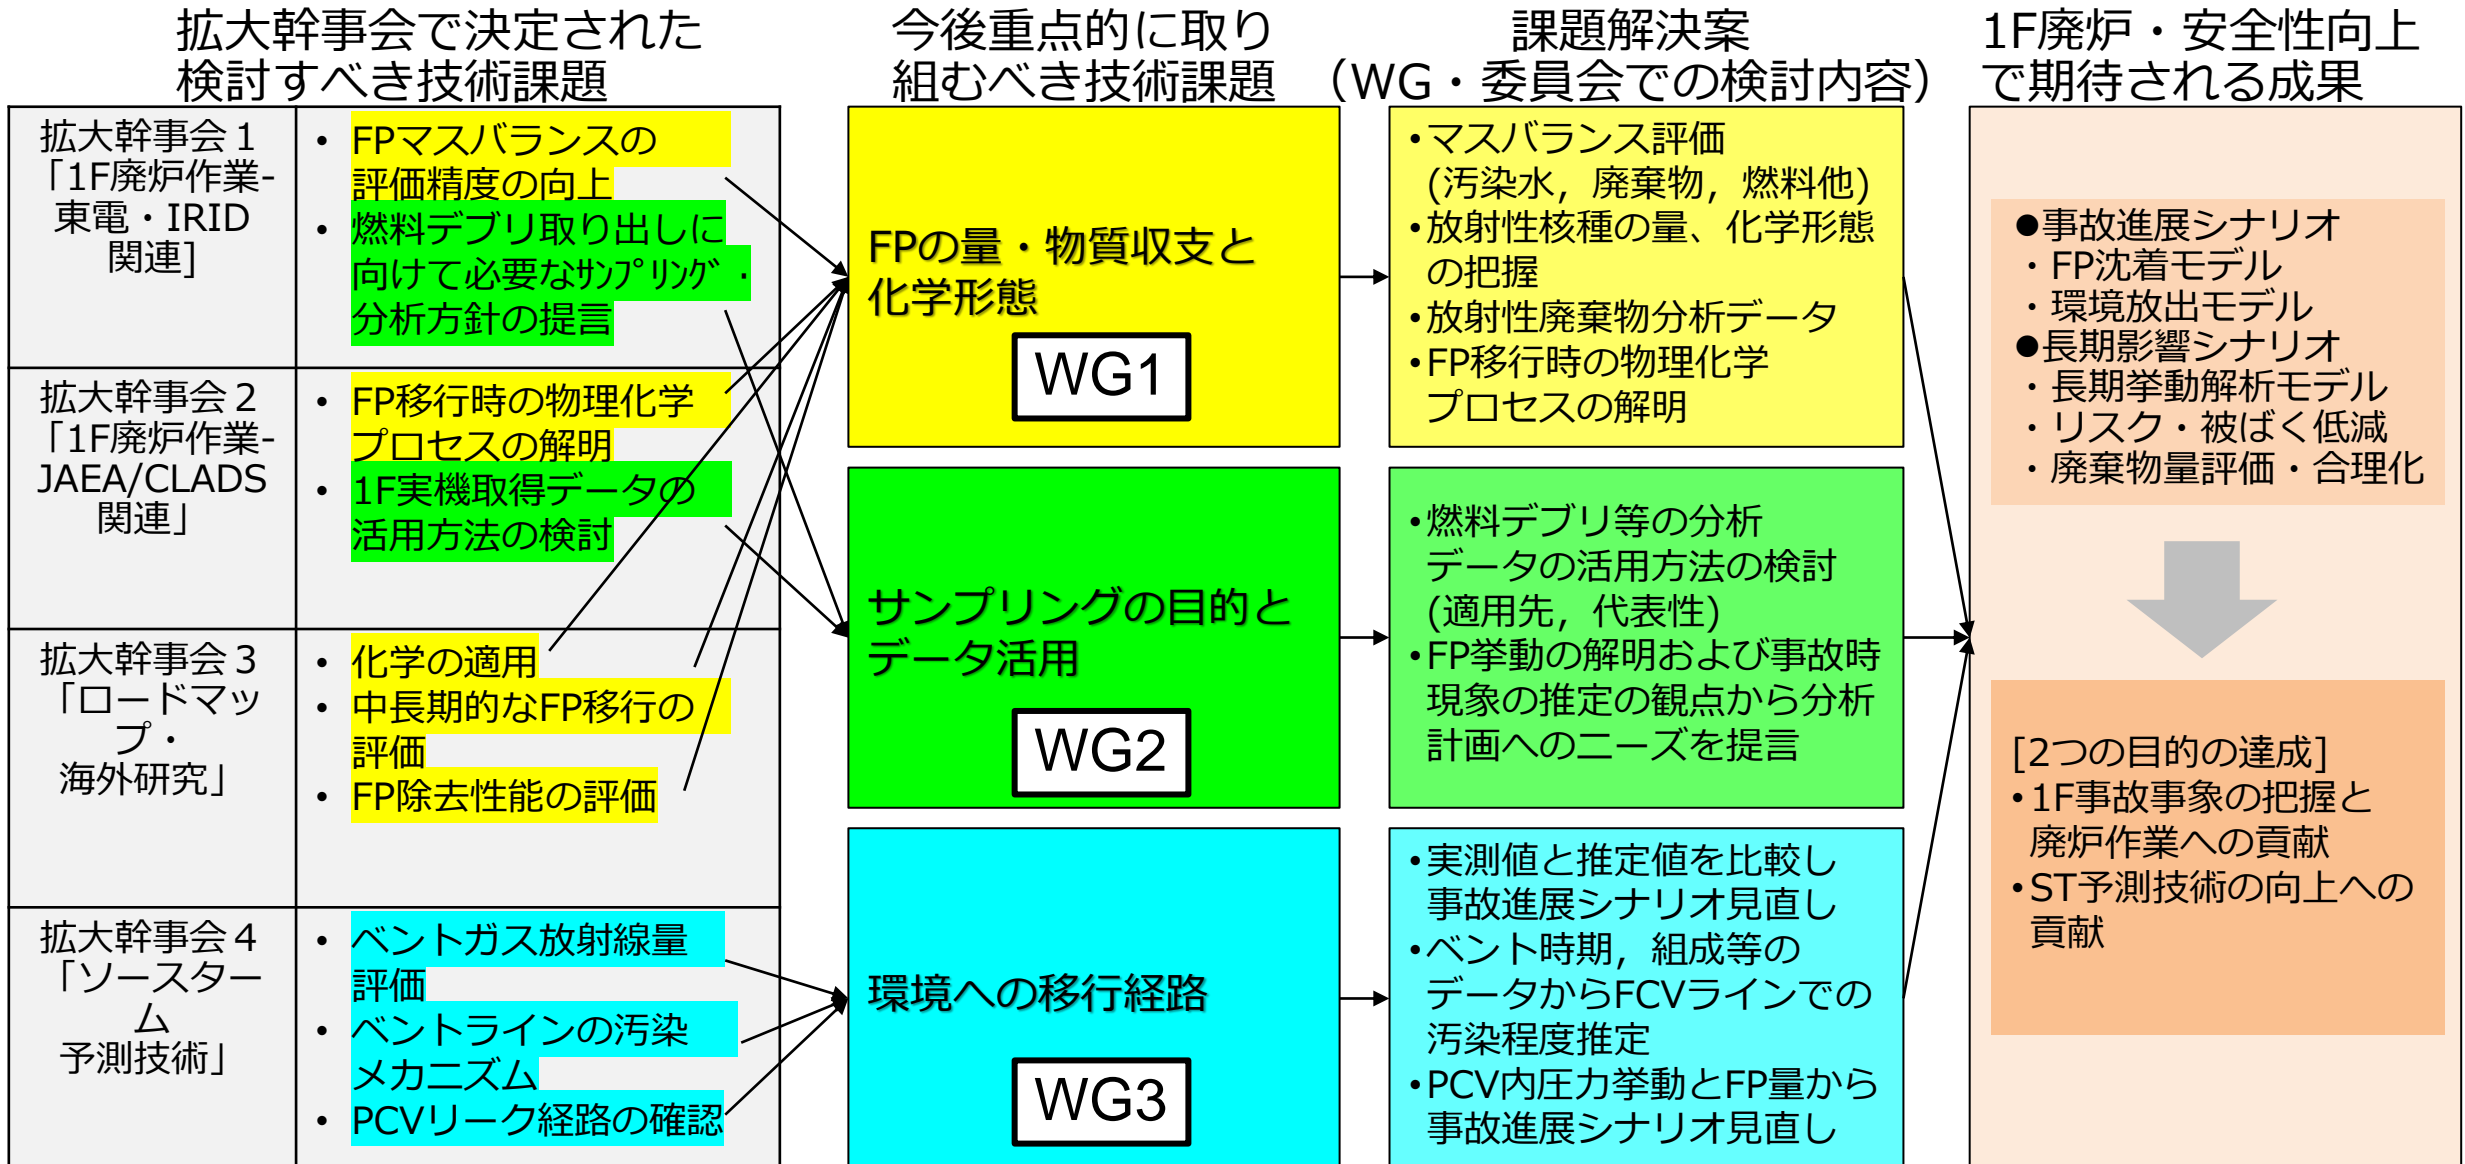 拡大幹事会で決定された
検討すべき技術課題
今後重点的に取り
組むべき技術課題
課題解決案
（WG・委員会での検討内容）
1F廃炉・安全性向上
で期待される成果
拡大幹事会１
「1F廃炉作業-
東電・IRID
関連]
• FPマスバランスの
評価精度の向上
• 燃料デブリ取り出しに
向けて必要なｻﾝﾌﾟﾘﾝｸﾞ・
分析方針の提言
拡大幹事会２
「1F廃炉作業-
JAEA/CLADS
関連」
• FP移行時の物理化学
プロセスの解明
• 1F実機取得データの
活用方法の検討
拡大幹事会３
「ロードマッ
プ・
海外研究」
• 化学の適用
• 中長期的なFP移行の
評価
• FP除去性能の評価
拡大幹事会４
「ソースター
ム
予測技術」
• ベントガス放射線量
評価
• ベントラインの汚染
メカニズム
• PCVリーク経路の確認
FPの量・物質収支と
化学形態
WG1
サンプリングの目的と
データ活用
WG2
環境への移行経路
WG3
•マスバランス評価
(汚染水，廃棄物，燃料他)
•放射性核種の量、化学形態
の把握
•放射性廃棄物分析データ
•FP移行時の物理化学
プロセスの解明
•燃料デブリ等の分析
データの活用方法の検討
(適用先，代表性)
•FP挙動の解明および事故時
現象の推定の観点から分析
計画へのニーズを提言
•実測値と推定値を比較し
事故進展シナリオ見直し
•ベント時期，組成等の
データからFCVラインでの
汚染程度推定
•PCV内圧力挙動とFP量から
事故進展シナリオ見直し
●事故進展シナリオ
・FP沈着モデル
・環境放出モデル
●長期影響シナリオ
・長期挙動解析モデル
・リスク・被ばく低減
・廃棄物量評価・合理化
[2つの目的の達成]
•1F事故事象の把握と
廃炉作業への貢献
•ST予測技術の向上への
貢献